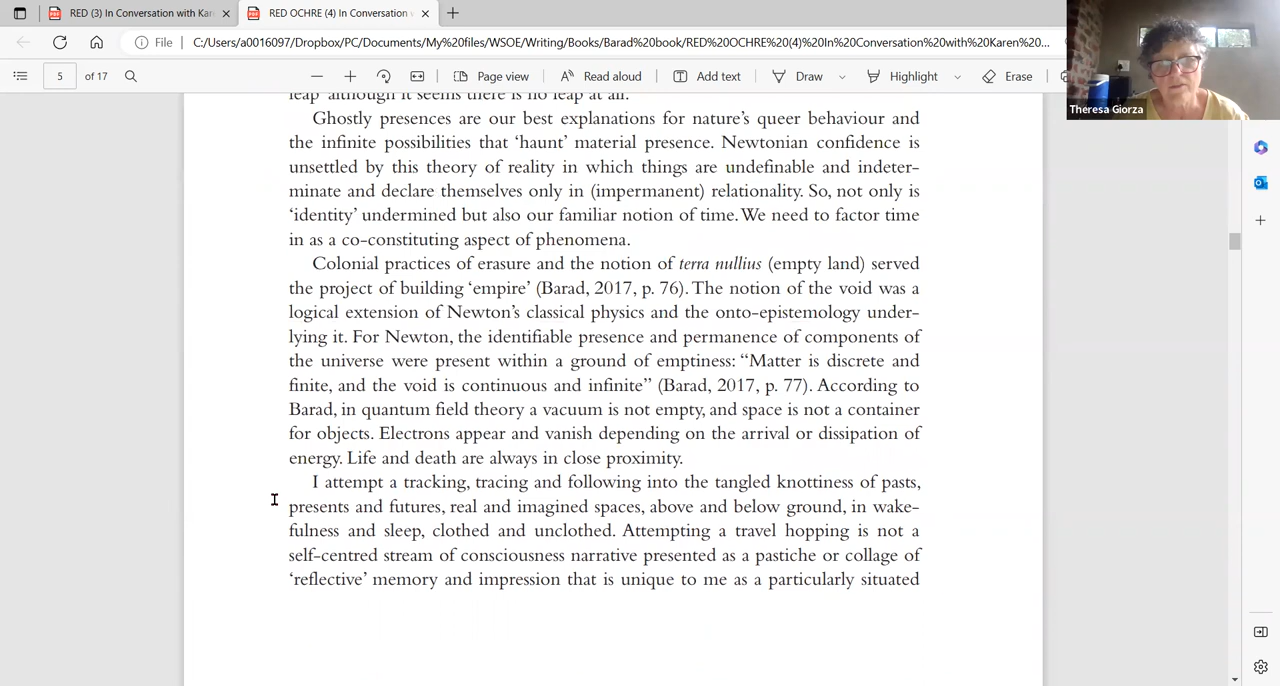 RED (3) In Conversation with Kar
RED OCHRE (4) In Conversation
File
C:/Users/a0016097/Dropbox/PC/Documents/My%20files/WSOE/Writing/Books/Barad%20book/RED%20OCHRE%20(4)%20In%20Conversation%20with%20Karen%20...
5 of 17
Page view
Read aloud
Add text
Draw
Highlight
Erase
Theresa Giorza
leap' although it seems there is no leap at all.
Ghostly presences are our best explanations for nature's queer behaviour and
the infinite possibilities that 'haunt' material presence. Newtonian confidence is
unsettled by this theory of reality in which things are undefinable and indeter-
minate and declare themselves only in (impermanent) relationality. So, not only is
'identity' undermined but also our familiar notion of time. We need to factor time
in as a co-constituting aspect of phenomena.
Colonial practices of erasure and the notion of terra nullius (empty land) served
the project of building 'empire' (Barad, 2017, p. 76). The notion of the void was a
logical extension of Newton's classical physics and the onto-epistemology under-
lying it. For Newton, the identifiable presence and permanence of components of
the universe were present within a ground of emptiness: "Matter is discrete and
finite, and the void is continuous and infinite" (Barad, 2017, p. 77). According to
Barad, in quantum field theory a vacuum is not empty, and space is not a container
for objects. Electrons appear and vanish depending on the arrival or dissipation of
energy. Life and death are always in close proximity.
I attempt a tracking, tracing and following into the tangled knottiness of pasts,
presents and futures, real and imagined spaces, above and below ground, in wake-
fulness and sleep, clothed and unclothed. Attempting a travel hopping is not a
self-centred stream of consciousness narrative presented as a pastiche or collage of
'reflective' memory and impression that is unique to me as a particularly situated